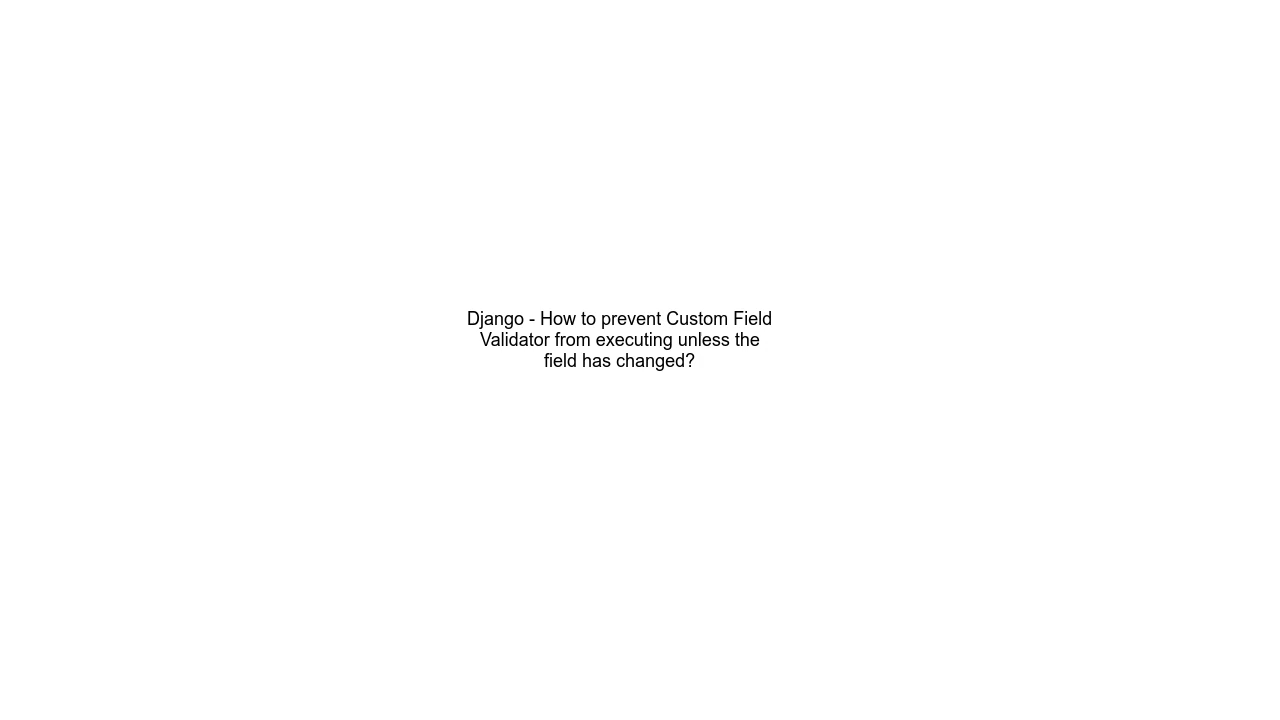 Django - How to prevent Custom Field
Validator from executing unless the
field has changed?